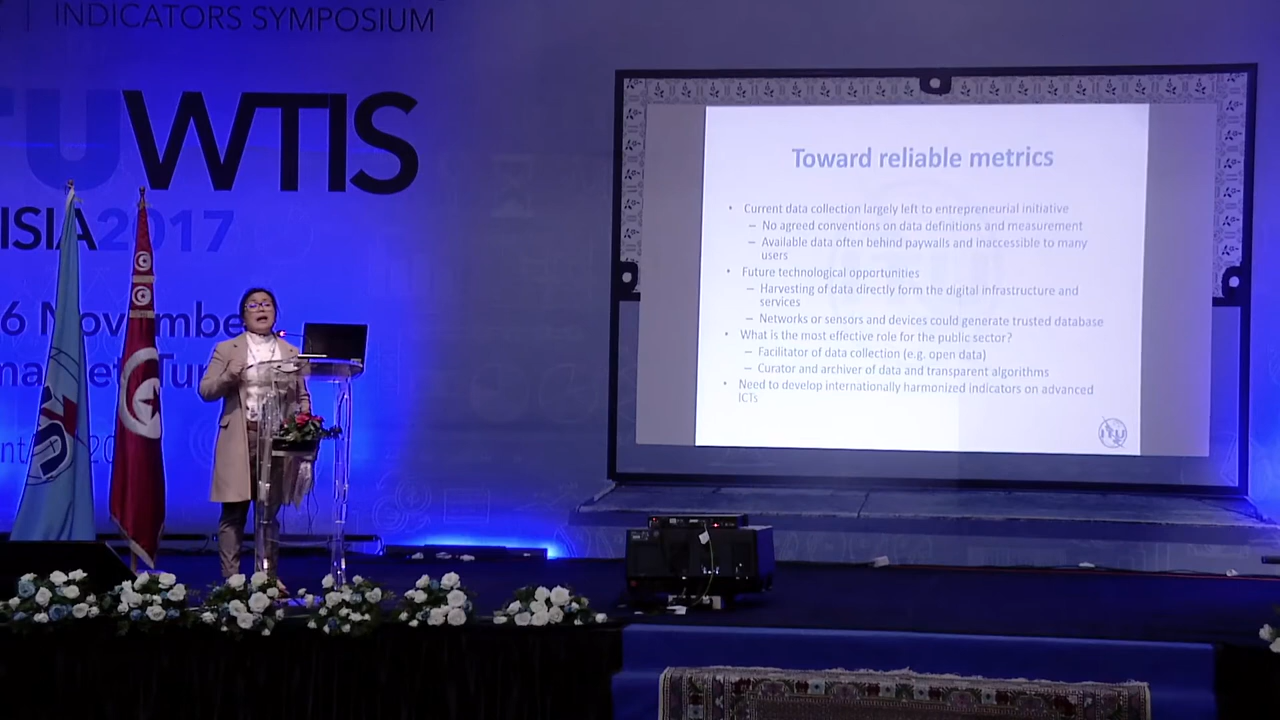 INDICATORS SYMPOSIUM
TUWTIS
ISIA2017
6 November
Toward reliable metrics
• Current data collection largely left to entrepreneurial initiative
– No agreed conventions on data definitions and measurement
– Available data often behind paywalls and inaccessible to many
users
• Future technological opportunities
– Harvesting of data directly form the digital infrastructure and
services
– Networks or sensors and devices could generate trusted database
• What is the most effective role for the public sector?
– Facilitator of data collection (e.g. open data)
– Curator and archiver of data and transparent algorithms
• Need to develop internationally harmonized indicators on advanced
ICTs
ITU